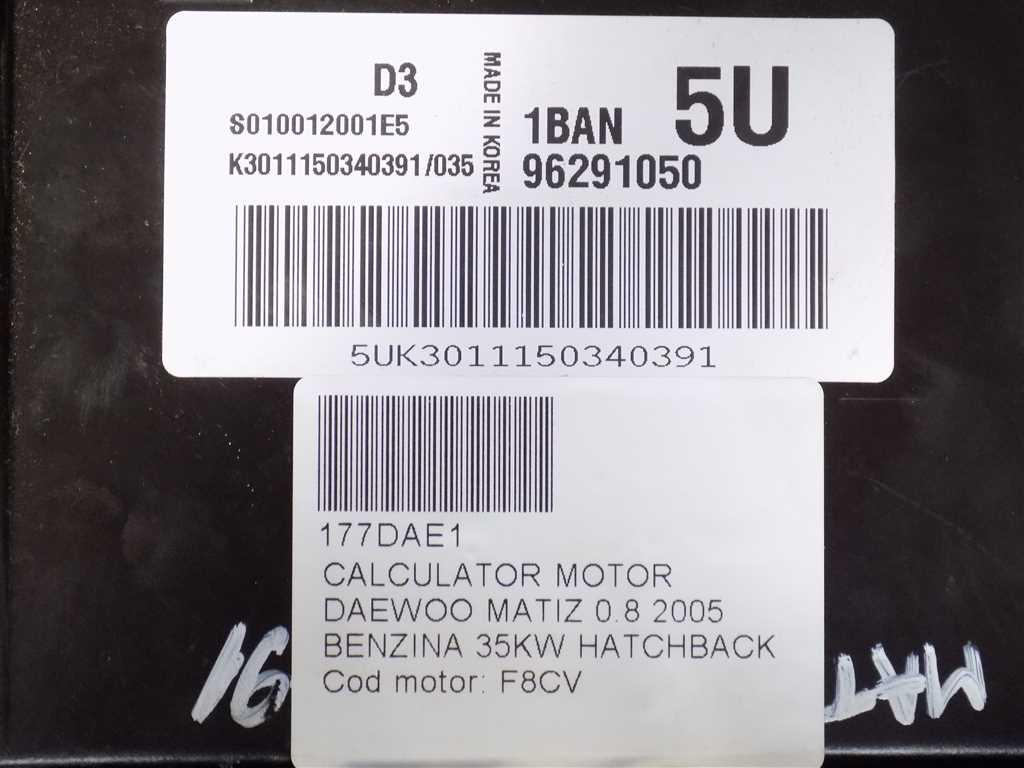 D3
S010012001E5
K3011150340391/035
MADE IN KOREA
5U
1BAN
96291050
5UK3011150340391
177DAE1
CALCULATOR MOTOR
DAEWOO MATIZ 0.8 2005
BENZINA 35KW HATCHBACK
Cod motor: F8CV
MAT